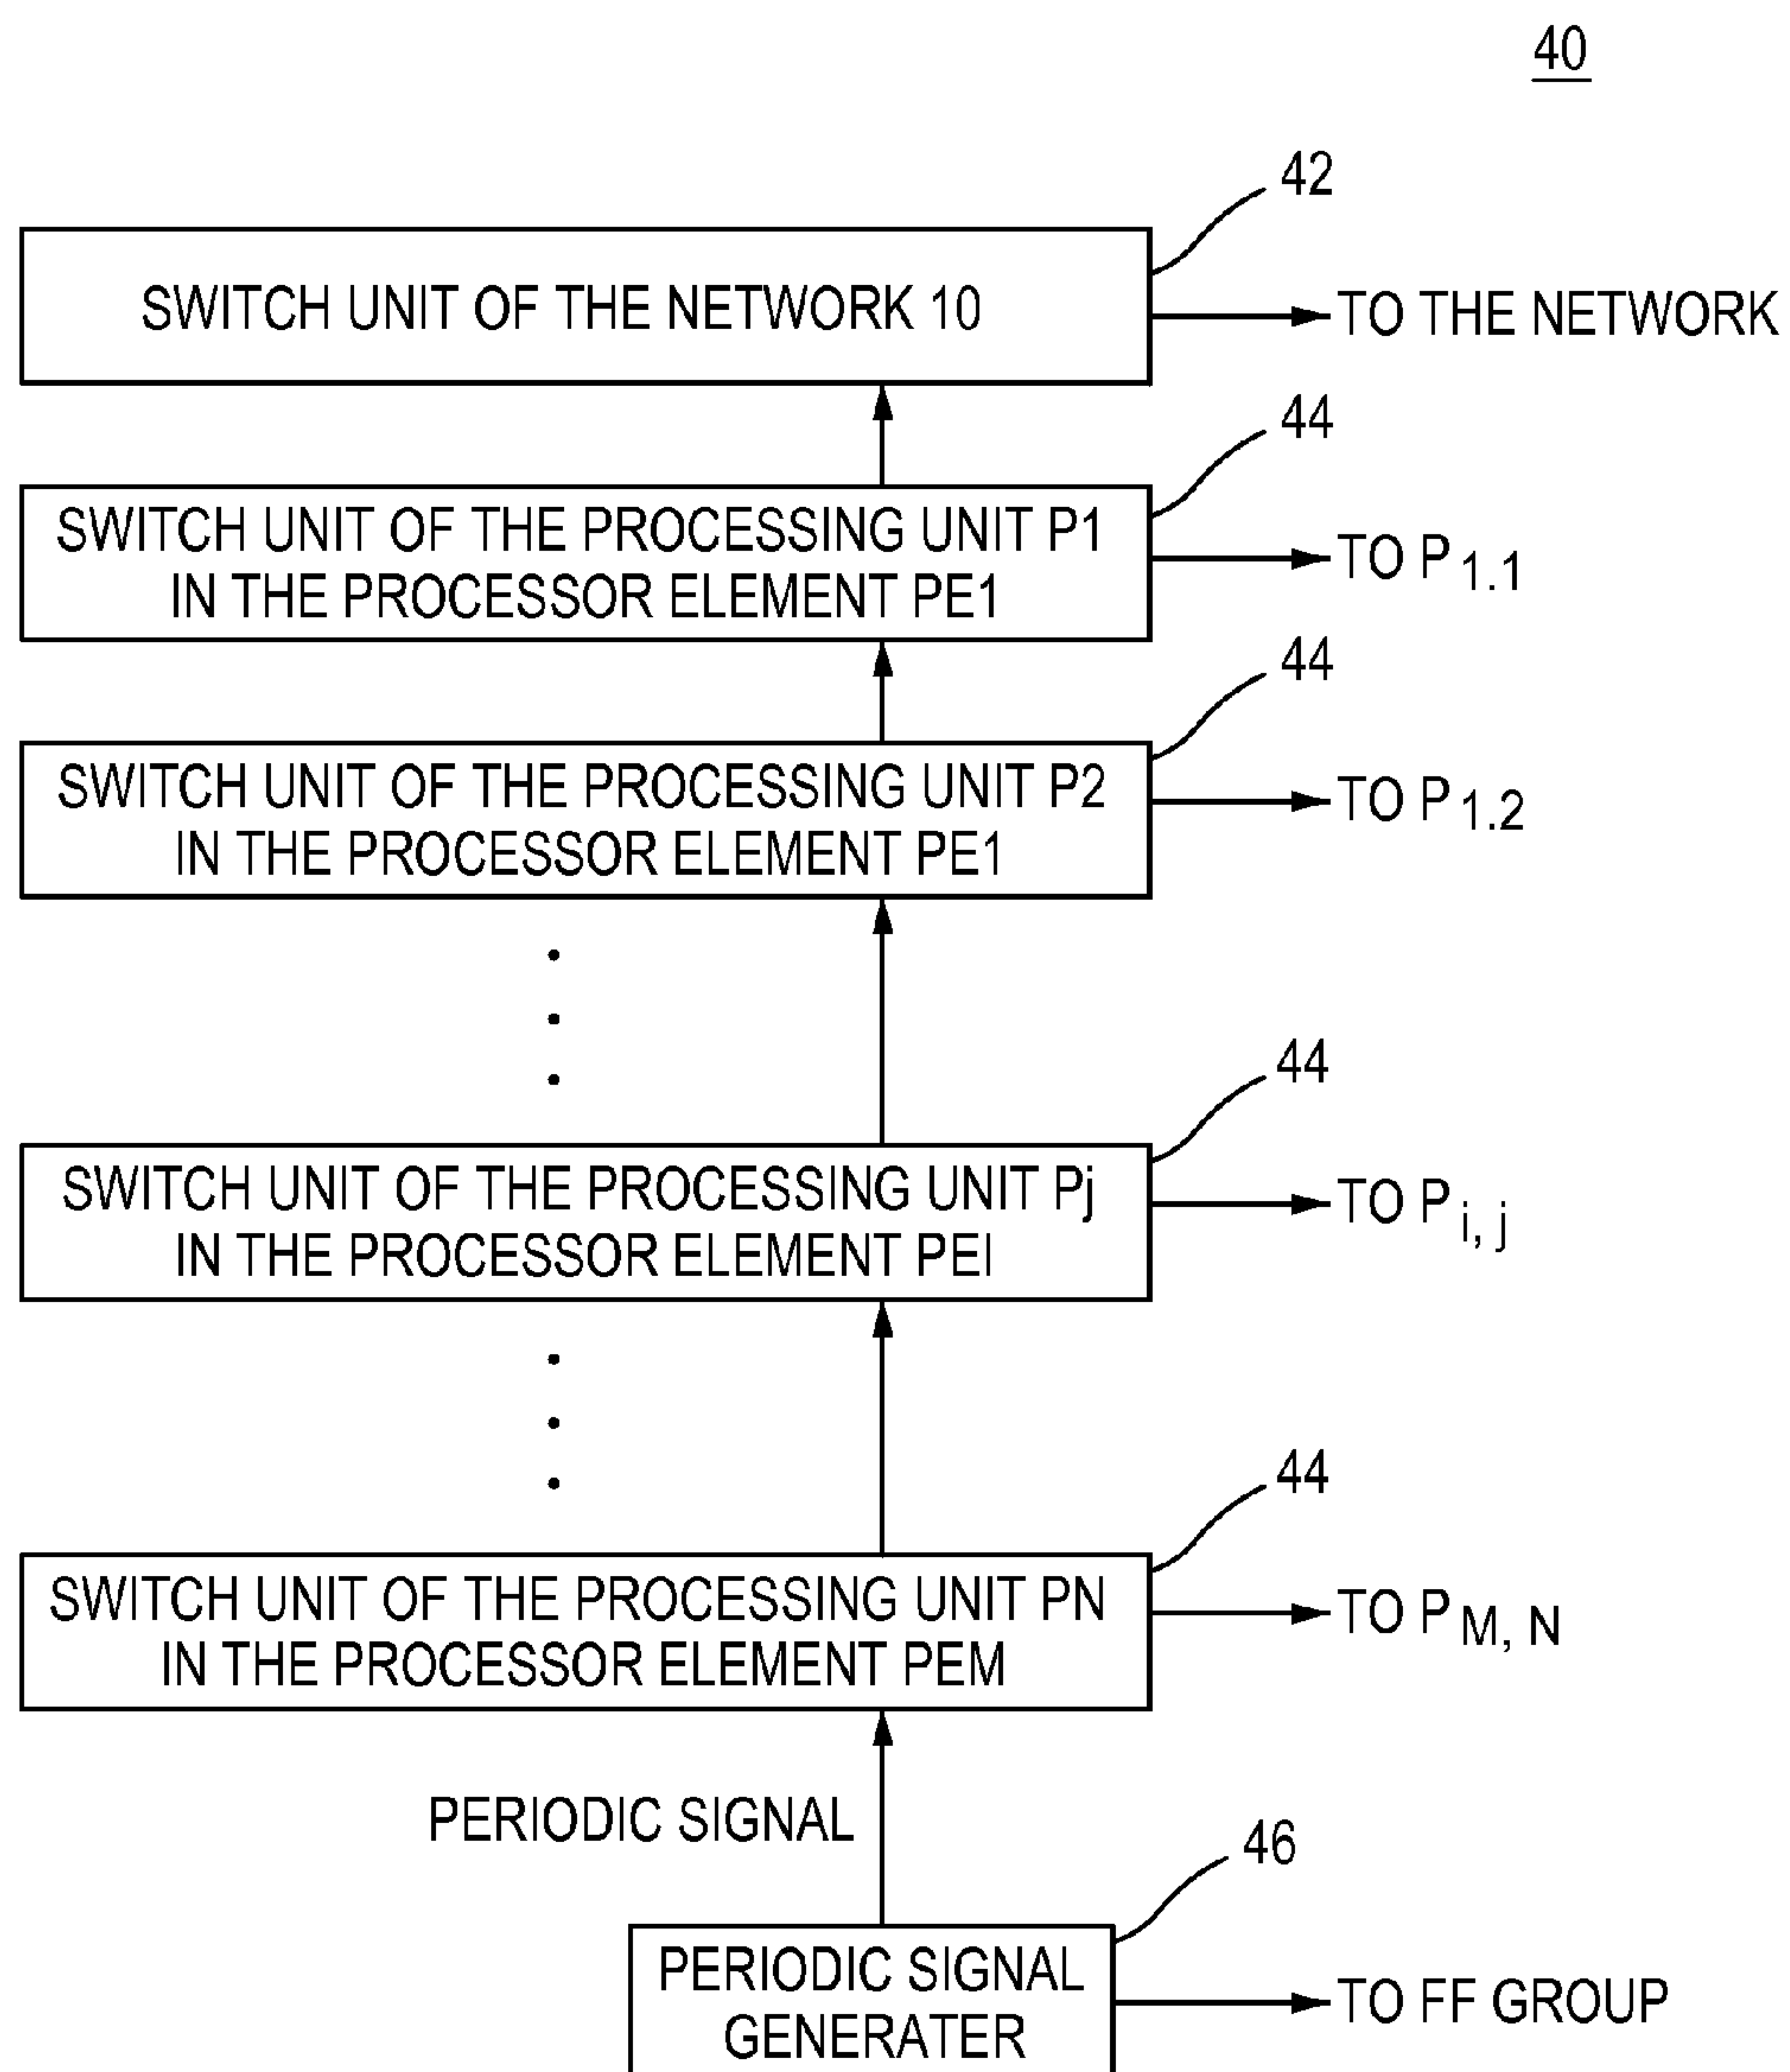 40
42
SWITCH UNIT OF THE NETWORK 10
TO THE NETWORK
44
SWITCH UNIT OF THE PROCESSING UNIT P1
IN THE PROCESSOR ELEMENT PE1
TO P1.1
44
SWITCH UNIT OF THE PROCESSING UNIT P2
IN THE PROCESSOR ELEMENT PE1
TO P1.2
44
SWITCH UNIT OF THE PROCESSING UNIT Pj
IN THE PROCESSOR ELEMENT PEI
TO Pi, j
44
SWITCH UNIT OF THE PROCESSING UNIT PN
IN THE PROCESSOR ELEMENT PEM
TO PM, N
PERIODIC SIGNAL
46
PERIODIC SIGNAL
GENERATER
TO FF GROUP